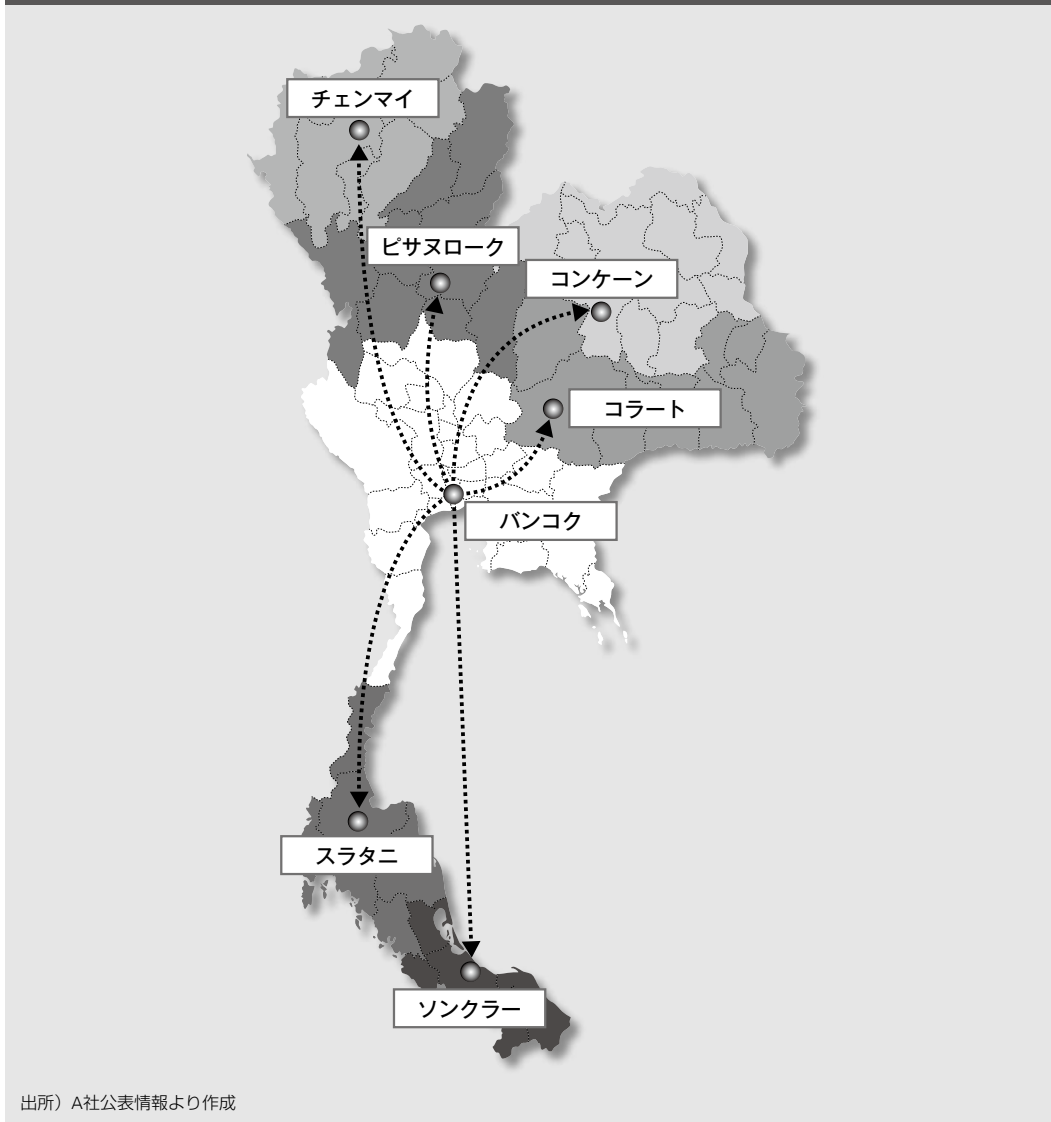 チェンマイ
ピサヌローク
コンケーン
コラート
バンコク
スラタニ
ソンクラー
出所）A社公表情報より作成